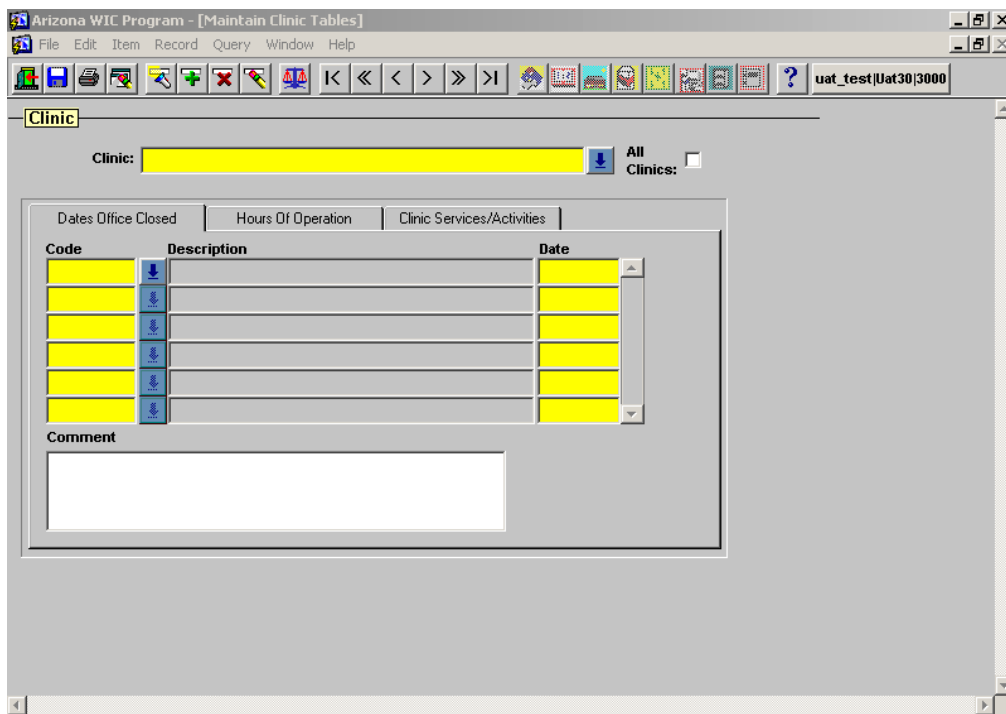 Arizona WIC Program - [Maintain Clinic Tables]
File Edit Item Record Query Window Help
? uat_test|Uat30|3000
Clinic
Clinic: All Clinics:
Dates Office Closed Hours Of Operation Clinic Services/Activities
Code Description Date
Comment